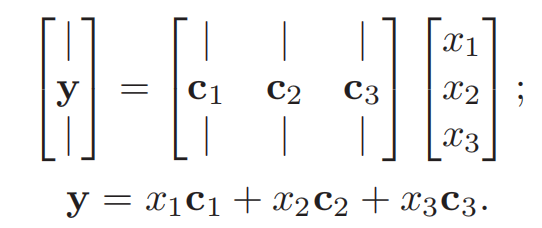 [ | ] = [ | | | ] [ x₁ ]
[ 𝐲 ] = [ 𝐜₁ 𝐜₂ 𝐜₃ ] [ x₂ ] ;
[ | ] [ | | | ] [ x₃ ]
𝐲 = x₁𝐜₁ + x₂𝐜₂ + x₃𝐜₃.